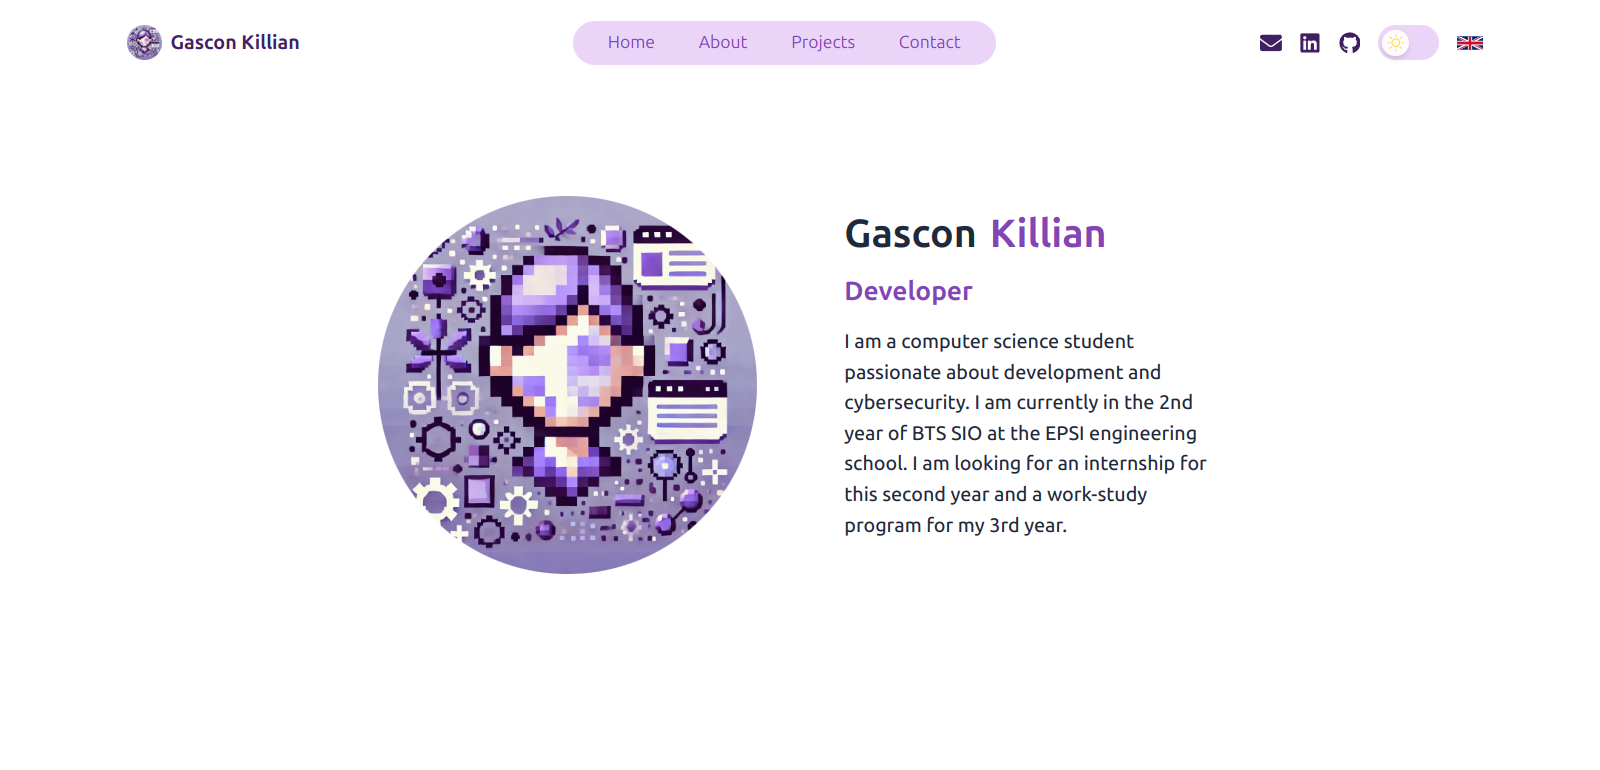 Gascon Killian
Home About Projects Contact
Gascon Killian
Developer
I am a computer science student
passionate about development and
cybersecurity. I am currently in the 2nd
year of BTS SIO at the EPSI engineering
school. I am looking for an internship for
this second year and a work-study
program for my 3rd year.